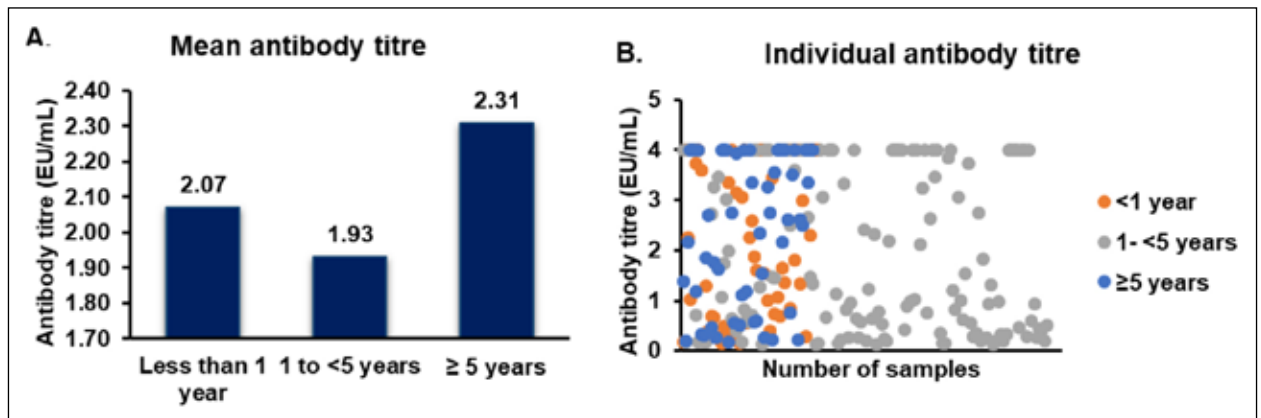 A.
Mean antibody titre
Antibody titre (EU/mL)
2.40
2.30
2.20
2.10
2.00
1.90
1.80
1.70
2.07
1.93
2.31
Less than 1
year
1 to <5 years
≥ 5 years
B.
Individual antibody titre
Antibody titre (EU/mL)
5
4
3
2
1
0
Number of samples
<1 year
1- <5 years
≥5 years